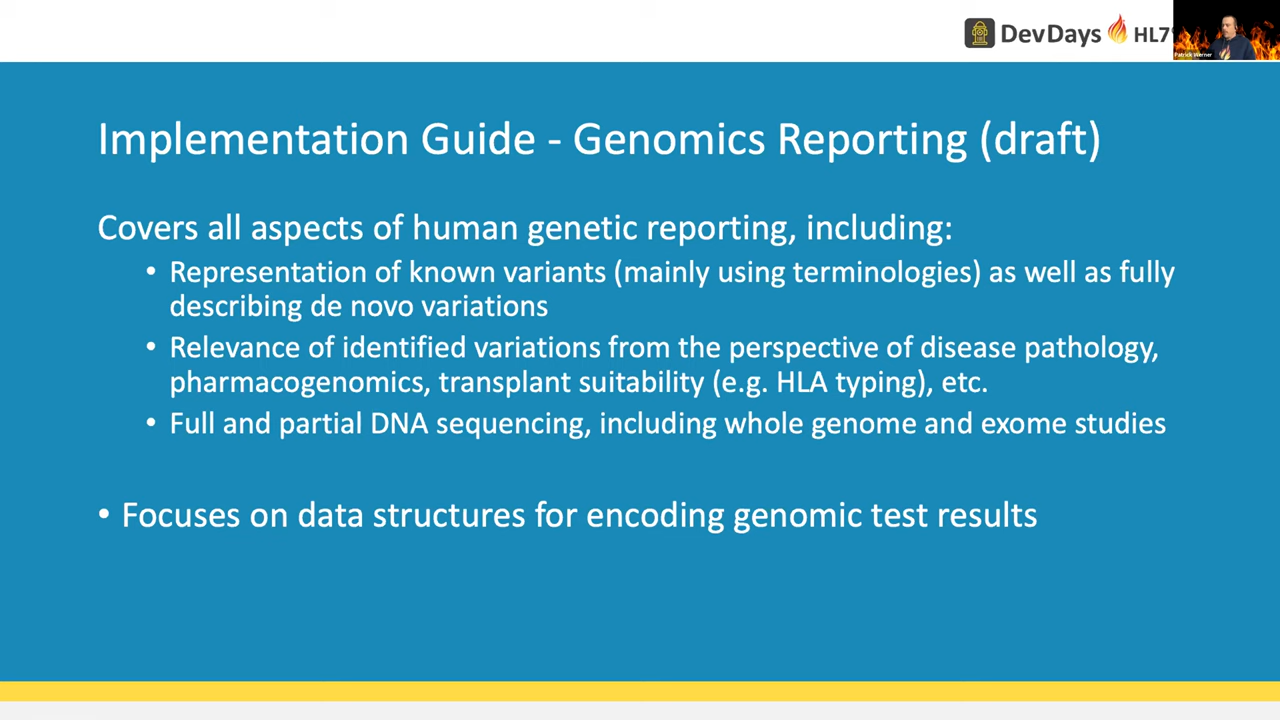 DevDays HL7
Patrick Werner
Implementation Guide - Genomics Reporting (draft)
Covers all aspects of human genetic reporting, including:
• Representation of known variants (mainly using terminologies) as well as fully
describing de novo variations
• Relevance of identified variations from the perspective of disease pathology,
pharmacogenomics, transplant suitability (e.g. HLA typing), etc.
• Full and partial DNA sequencing, including whole genome and exome studies
• Focuses on data structures for encoding genomic test results